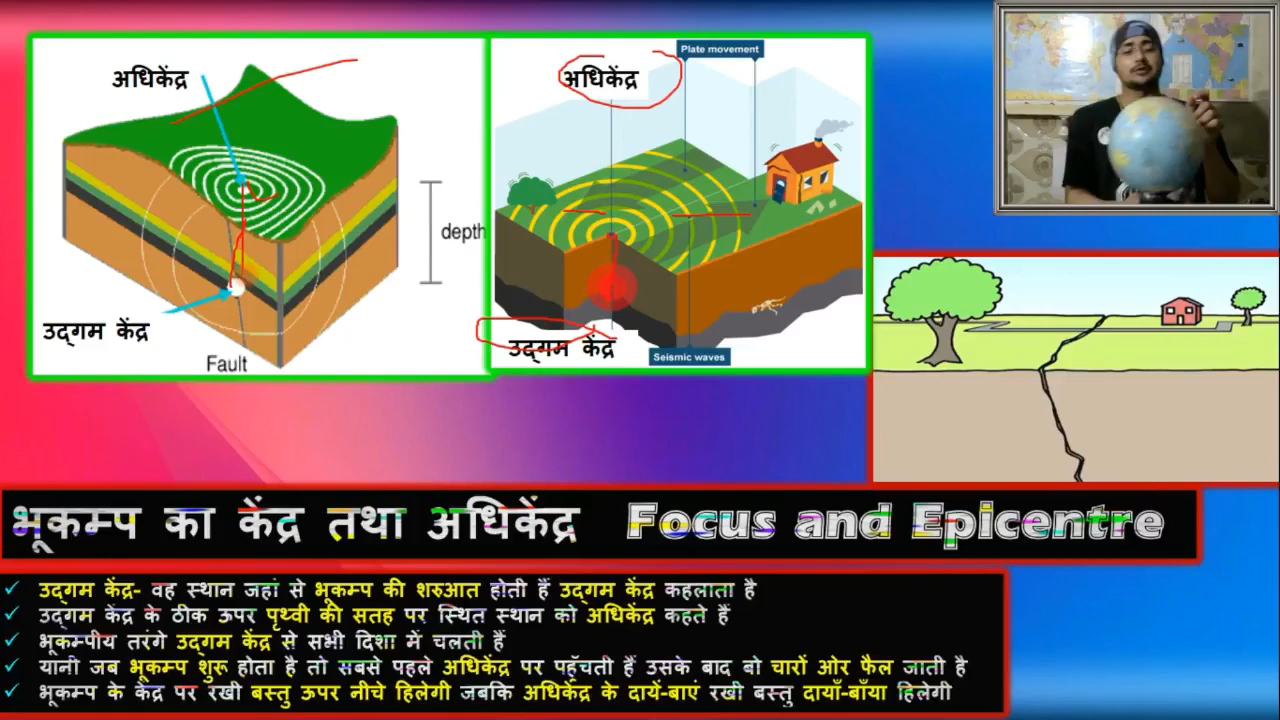 अधिकेंद्र
depth
उद्गम केंद्र
Fault
Plate movement
अधिकेंद्र
उद्गम केंद्र
Seismic waves
भूकम्प का केंद्र तथा अधिकेंद्र Focus and Epicentre
✓ उद्गम केंद्र- वह स्थान जहां से भूकम्प की शरुआत होती हैं उद्गम केंद्र कहलाता है
✓ उद्गम केंद्र के ठीक ऊपर पृथ्वी की सतह पर स्थित स्थान को अधिकेंद्र कहते हैं
✓ भूकम्पीय तरंगे उद्गम केंद्र से सभी दिशा में चलती हैं
✓ यानी जब भूकम्प शुरू होता है तो सबसे पहले अधिकेंद्र पर पहुँचती हैं उसके बाद बो चारों ओर फैल जाती है
✓ भूकम्प के केंद्र पर रखी बस्तु ऊपर नीचे हिलेगी जबकि अधिकेंद्र के दायें-बाएं रखी बस्तु दायाँ-बाँया हिलेगी